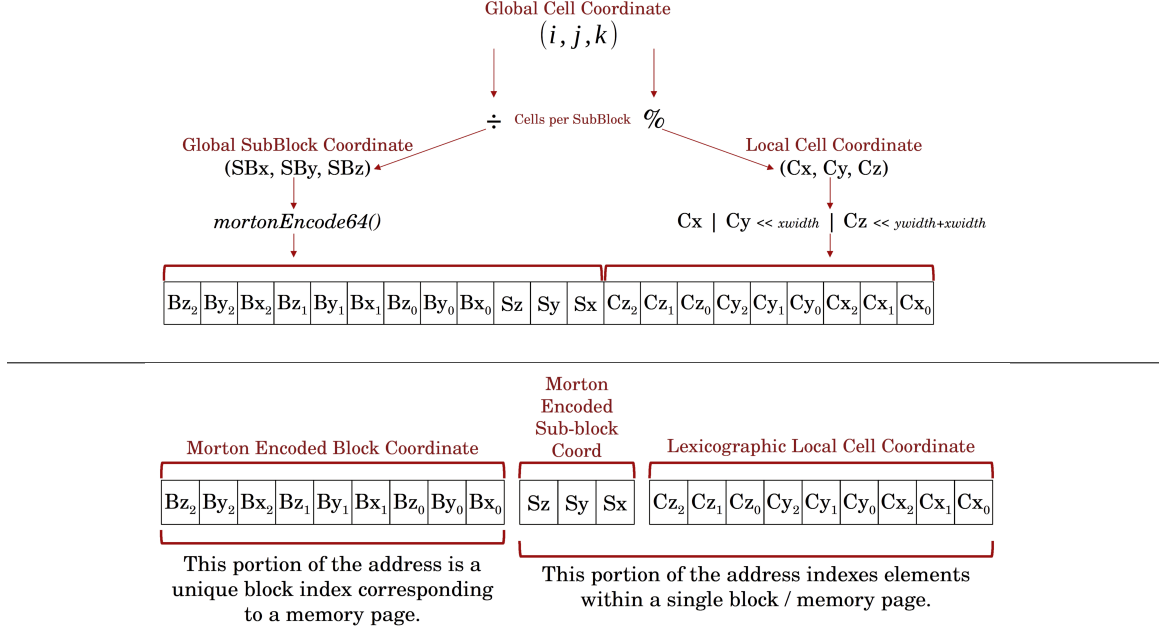 Global Cell Coordinate
(i, j, k)
÷ Cells per SubBlock %
Global SubBlock Coordinate
(SBx, SBy, SBz)
Local Cell Coordinate
(Cx, Cy, Cz)
mortonEncode64()
Cx | Cy << xwidth | Cz << ywidth+xwidth
Bz₂ By₂ Bx₂ Bz₁ By₁ Bx₁ Bz₀ By₀ Bx₀ Sz Sy Sx Cz₂ Cz₁ Cz₀ Cy₂ Cy₁ Cy₀ Cx₂ Cx₁ Cx₀
Morton Encoded Block Coordinate
Morton
Encoded
Sub-block
Coord
Lexicographic Local Cell Coordinate
Bz₂ By₂ Bx₂ Bz₁ By₁ Bx₁ Bz₀ By₀ Bx₀ Sz Sy Sx Cz₂ Cz₁ Cz₀ Cy₂ Cy₁ Cy₀ Cx₂ Cx₁ Cx₀
This portion of the address is a
unique block index corresponding
to a memory page.
This portion of the address indexes elements
within a single block / memory page.